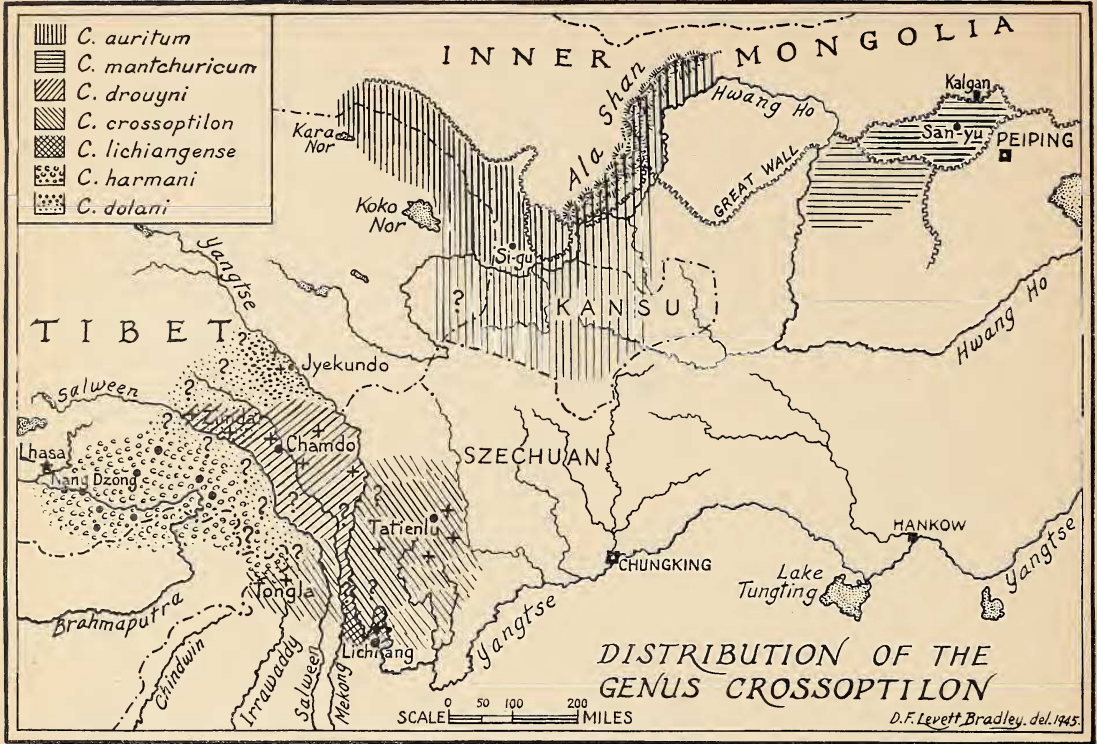 C. auritum
C. mantchuricum
C. drouyni
C. crossoptilon
C. lichiangense
C. harmani
C. dolani
INNER MONGOLIA
Ala Shan
Hwang Ho
Kalgan
San-yu
PEIPING
GREAT WALL
Kara
Nor
Koko
Nor
Si-gu
?
KANSU
Hwang Ho
Yangtse
TIBET
?
?
?
Jyekundo
Salween
?
Zunda
?
Chamdo
Lhasa
Nang Dzong
?
?
?
?
?
?
SZECHUAN
Tatienlu
?
?
Tongla
?
Lichiang
CHUNGKING
HANKOW
Lake
Tungting
Yangtse
Yangtse
Brahmaputra
Chindwin
Irrawaddy
Salween
Mekong
DISTRIBUTION OF THE
GENUS CROSSOPTILON
SCALE 0 50 100 200 MILES
D.F. Levett Bradley. del. 1945.